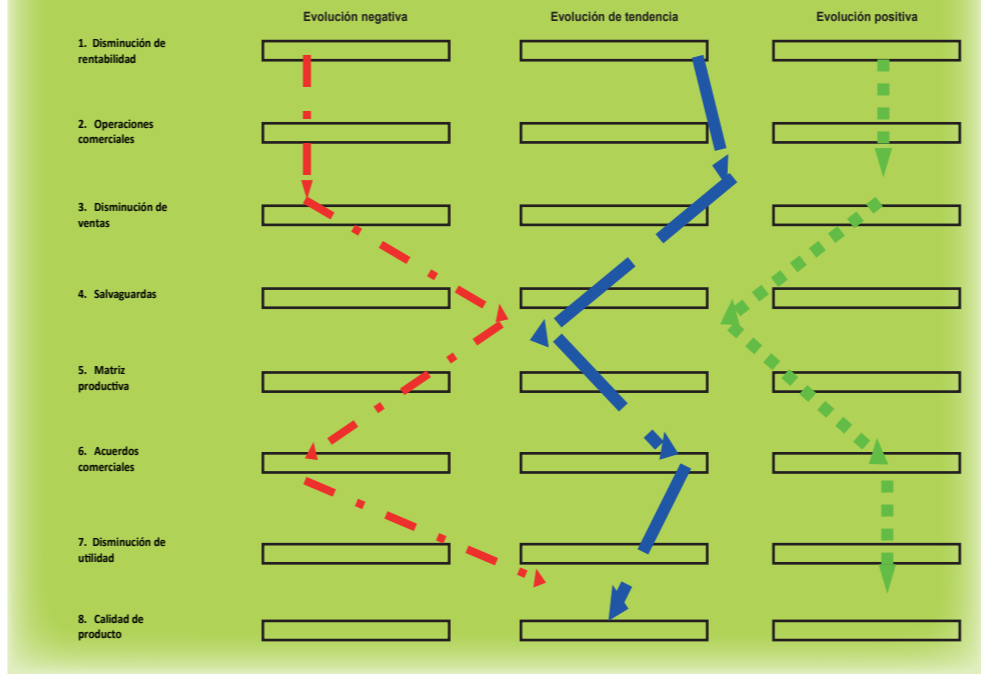 Evolución negativa Evolución de tendencia Evolución positiva
1. Disminución de
rentabilidad
2. Operaciones
comerciales
3. Disminución de
ventas
4. Salvaguardas
5. Matriz
productiva
6. Acuerdos
comerciales
7. Disminución de
utilidad
8. Calidad de
producto